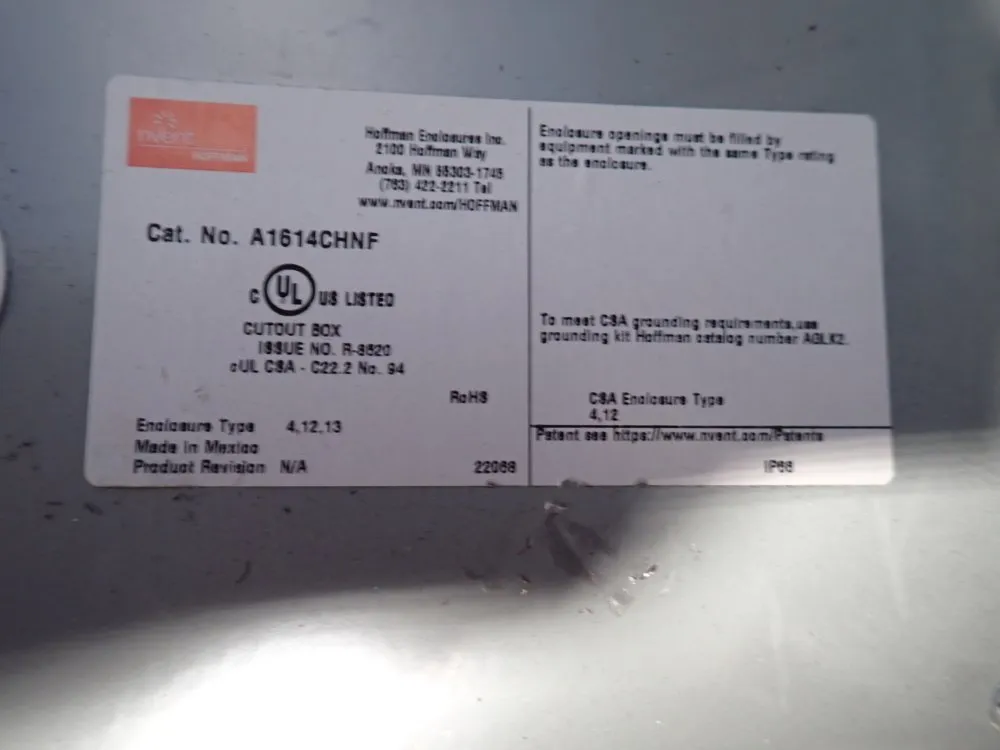 nVent
HOFFMAN
Hoffman Enclosures Inc.
2100 Hoffman Way
Anoka, MN 55303-1745
(763) 422-2211 Tel
www.nvent.com/HOFFMAN
Cat. No. A1614CHNF
C UL US LISTED
CUTOUT BOX
ISSUE NO. R-8620
cUL CSA - C22.2 No. 94
RoHS
Enclosure Type 4,12,13
Made in Mexico
Product Revision N/A
22068
Enclosure openings must be filled by
equipment marked with the same Type rating
as the enclosure.
To meet CSA grounding requirements,use
grounding kit Hoffman catalog number AGLK2.
CSA Enclosure Type
4,12
Patent see https://www.nvent.com/Patents
IP66